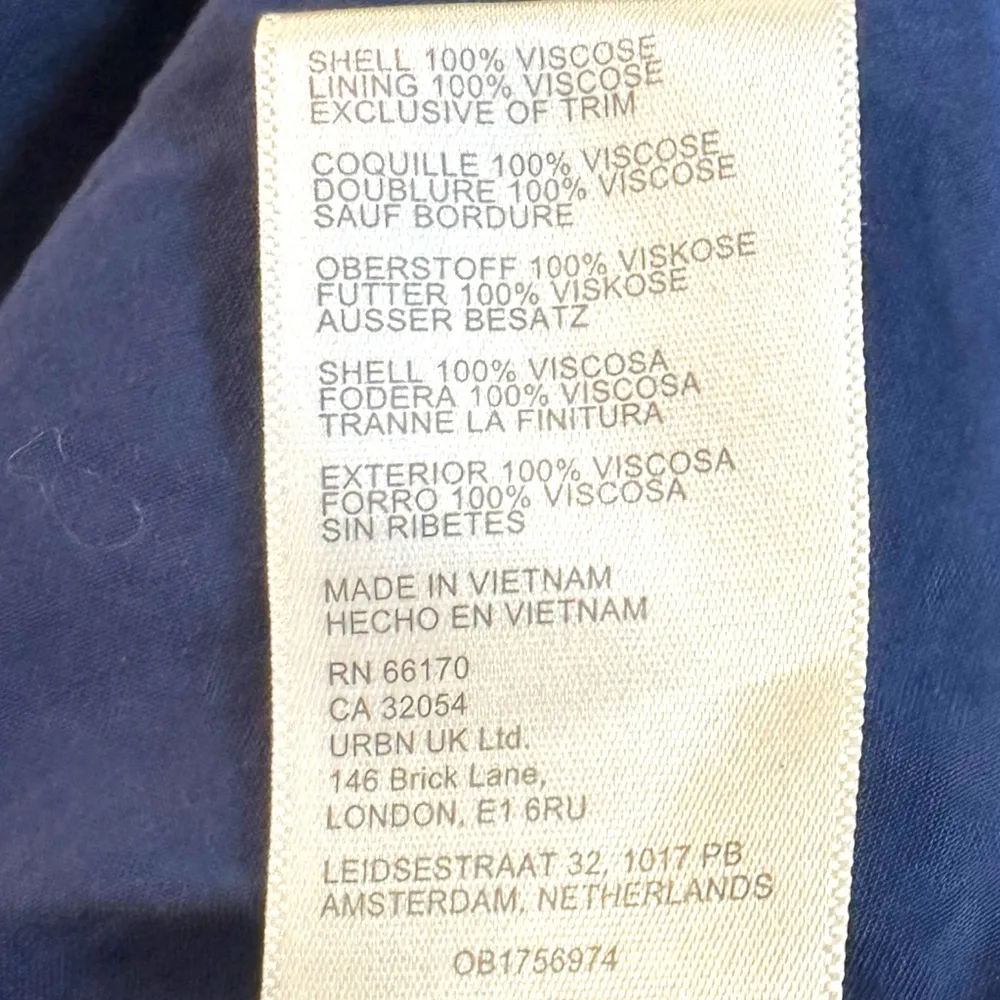 SHELL 100% VISCOSE
LINING 100% VISCOSE
EXCLUSIVE OF TRIM
COQUILLE 100% VISCOSE
DOUBLURE 100% VISCOSE
SAUF BORDURE
OBERSTOFF 100% VISKOSE
FUTTER 100% VISKOSE
AUSSER BESATZ
SHELL 100% VISCOSA
FODERA 100% VISCOSA
TRANNE LA FINITURA
EXTERIOR 100% VISCOSA
FORRO 100% VISCOSA
SIN RIBETES
MADE IN VIETNAM
HECHO EN VIETNAM
RN 66170
CA 32054
URBN UK Ltd.
146 Brick Lane,
LONDON, E1 6RU
LEIDSESTRAAT 32, 1017 PB
AMSTERDAM, NETHERLANDS
OB1756974